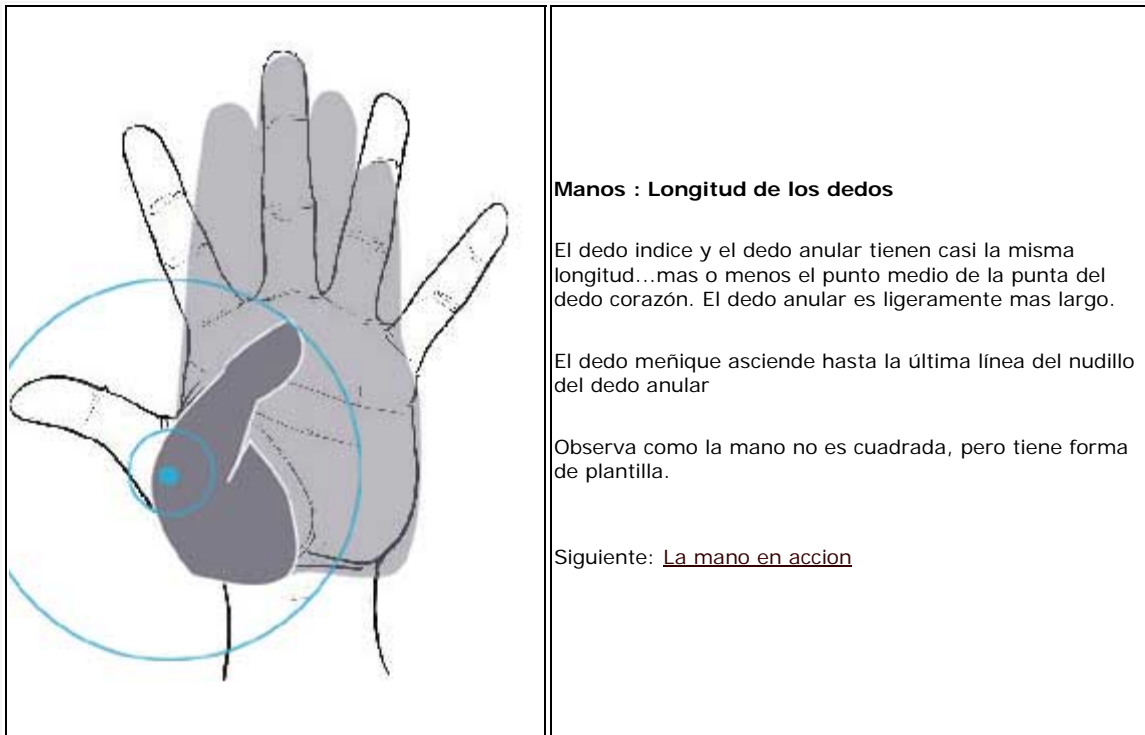 Manos : Longitud de los dedos
El dedo indice y el dedo anular tienen casi la misma
longitud...mas o menos el punto medio de la punta del
dedo corazón. El dedo anular es ligeramente mas largo.
El dedo meñique asciende hasta la última línea del nudillo
del dedo anular
Observa como la mano no es cuadrada, pero tiene forma
de plantilla.
Siguiente: La mano en accion